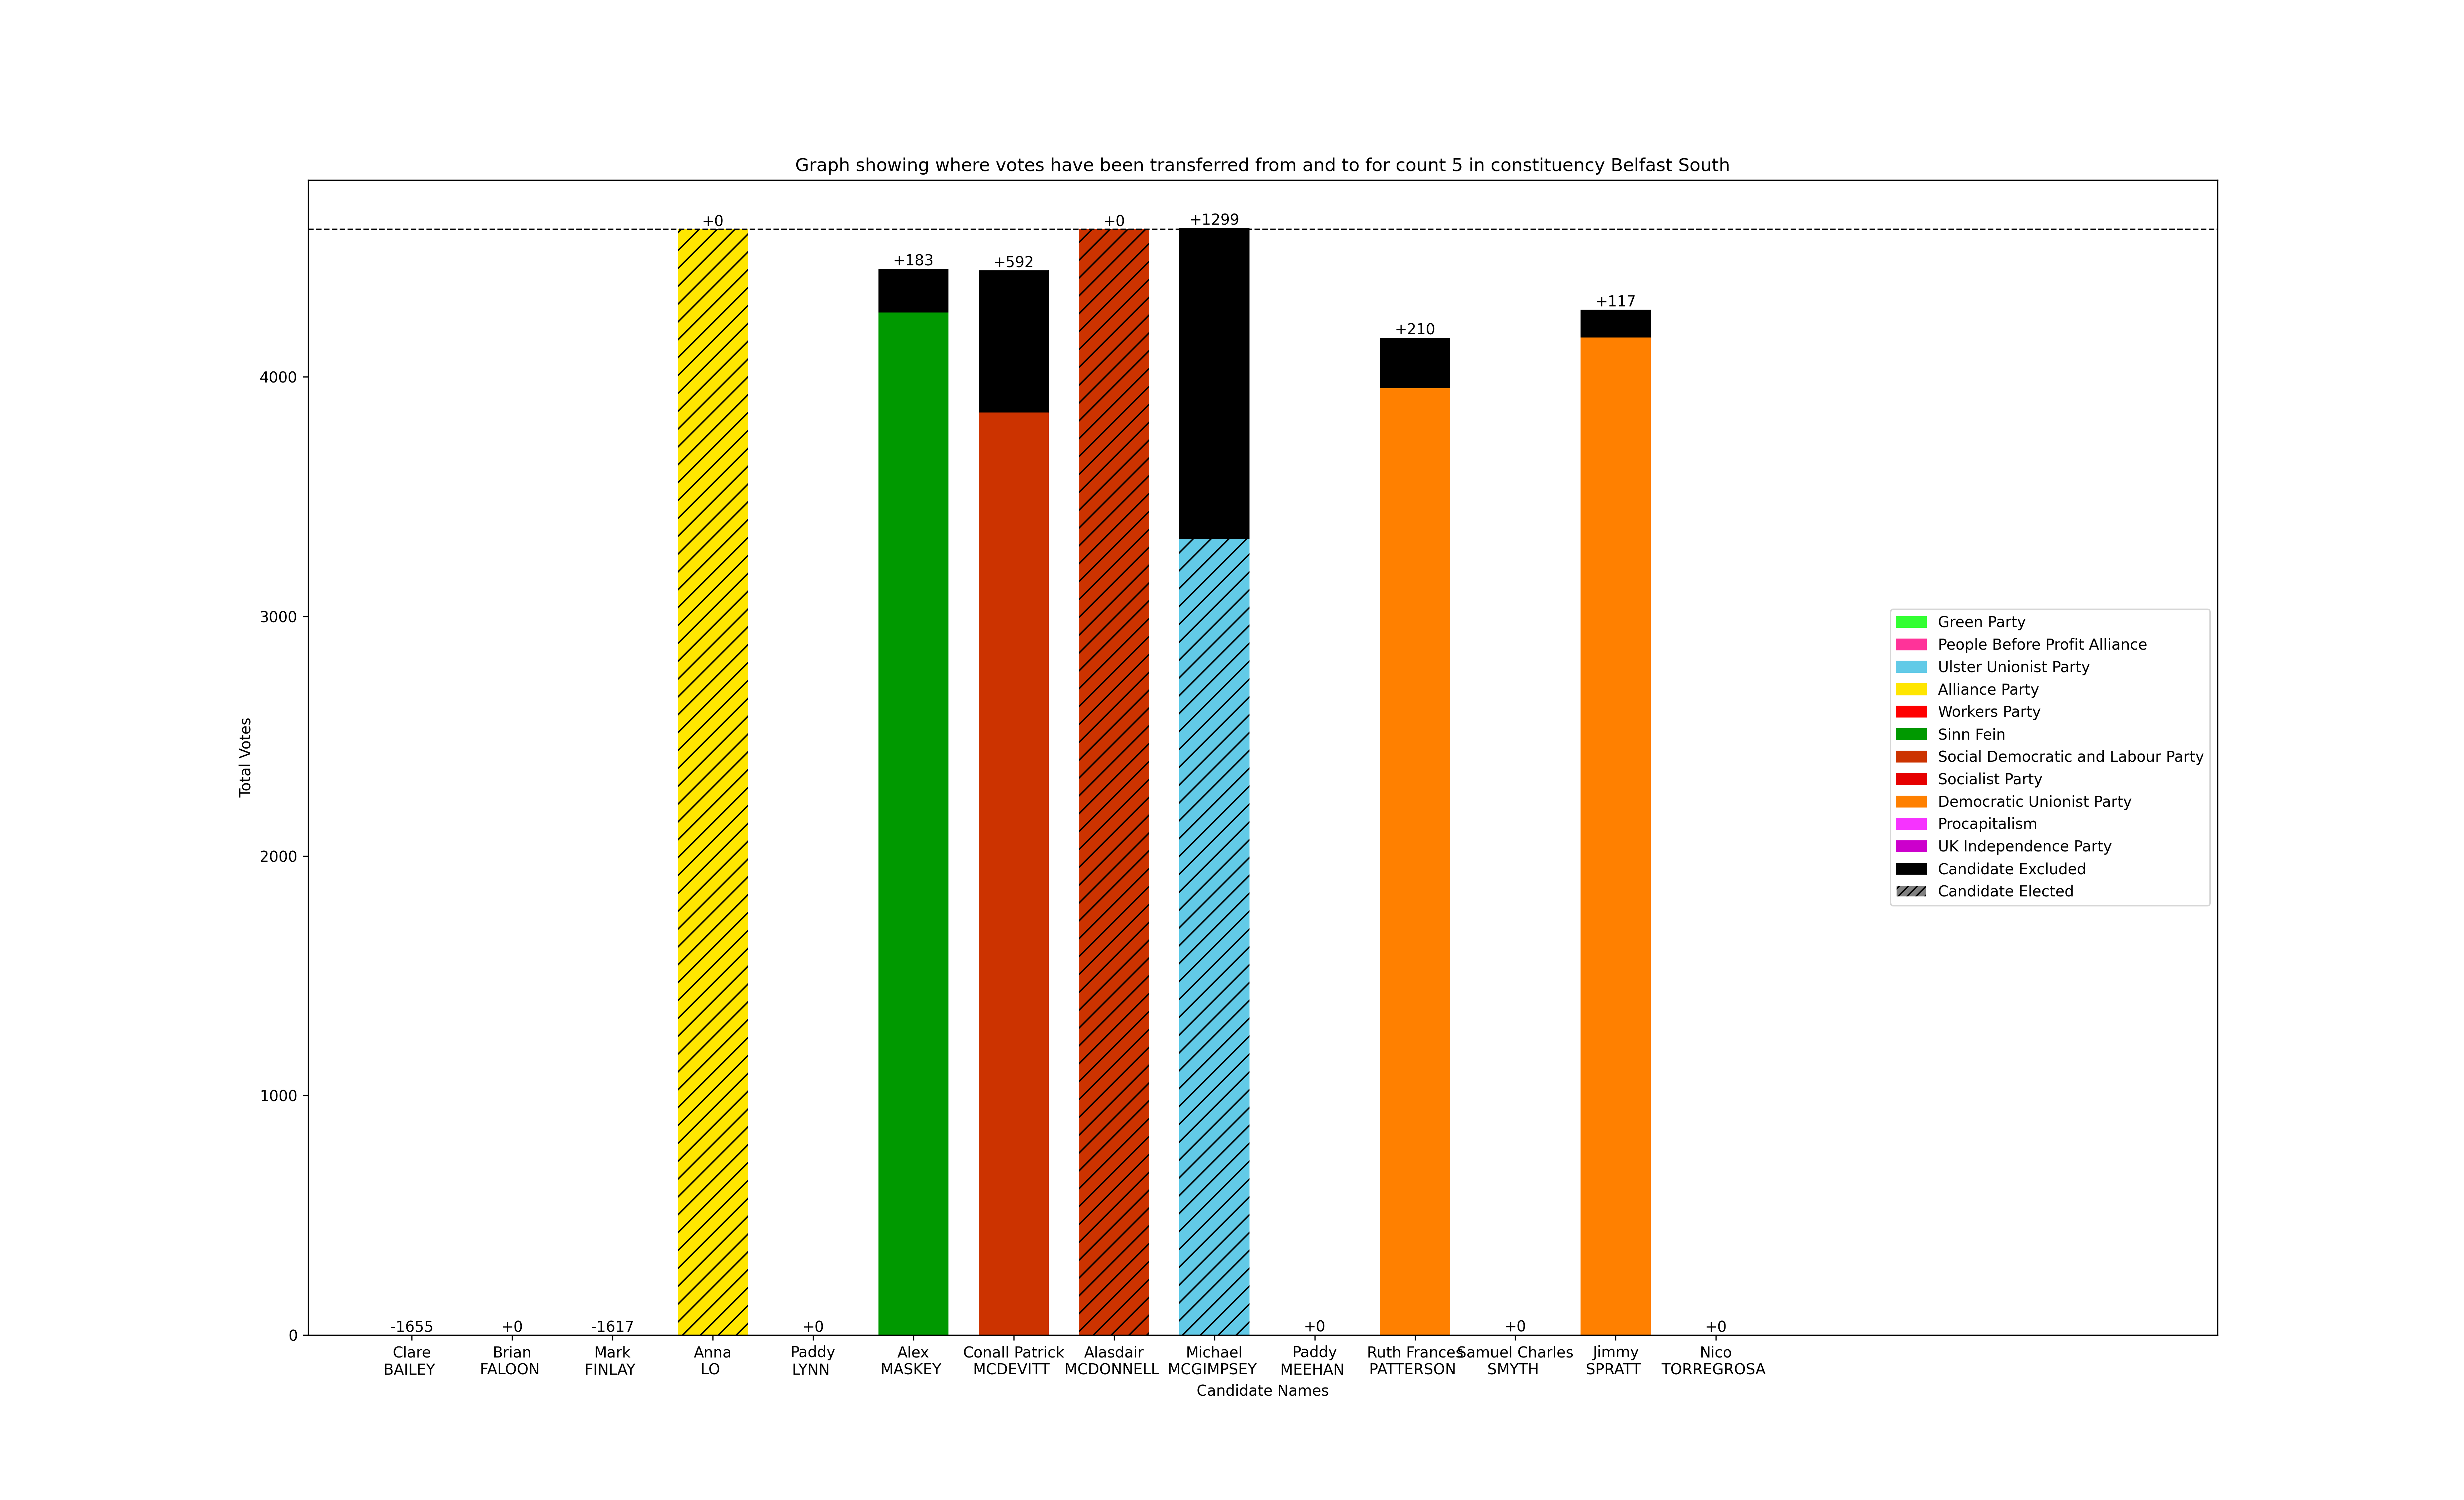 Graph showing where votes have been transferred from and to for count 5 in constituency Belfast South
+0
+0
+1299
+183
+592
+117
+210
4000
3000
2000
1000
0
Total Votes
-1655
+0
-1617
+0
+0
+0
+0
Clare
BAILEY
Brian
FALOON
Mark
FINLAY
Anna
LO
Paddy
LYNN
Alex
MASKEY
Conall Patrick
MCDEVITT
Alasdair
MCDONNELL
Michael
MCGIMPSEY
Paddy
MEEHAN
Ruth Frances
PATTERSON
Samuel Charles
SMYTH
Jimmy
SPRATT
Nico
TORREGROSA
Candidate Names
Green Party
People Before Profit Alliance
Ulster Unionist Party
Alliance Party
Workers Party
Sinn Fein
Social Democratic and Labour Party
Socialist Party
Democratic Unionist Party
Procapitalism
UK Independence Party
Candidate Excluded
Candidate Elected